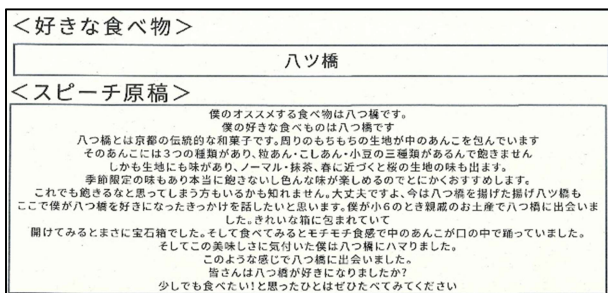 ＜好きな食べ物＞
八ツ橋
＜スピーチ原稿＞
僕のオススメする食べ物は八つ橋です。
僕の好きな食べものは八つ橋です
八つ橋とは京都の伝統的な和菓子です。周りのもちもちの生地が中のあんこを包んでいます
そのあんこには３つの種類があり、粒あん・こしあん・小豆の三種類があるんで飽きません
しかも生地にも味があり、ノーマル・抹茶、春に近づくと桜の生地の味も出ます。
季節限定の味もあり本当に飽きないし色んな味が楽しめるのでとにかくおすすめします。
これでも飽きるなと思ってしまう方もいるかも知れません。大丈夫ですよ、今は八つ橋を揚げた揚げ八ツ橋も
ここで僕が八つ橋を好きになったきっかけを話したいと思います。僕が小６のとき親戚のお土産で八つ橋に出会いま
した。きれいな箱に包まれていて
開けてみるとまさに宝石箱でした。そして食べてみるとモチモチ食感で中のあんこが口の中で踊っていました。
そしてこの美味しさに気付いた僕は八つ橋にハマりました。
このような感じで八つ橋に出会いました。
皆さんは八つ橋が好きになりましたか?
少しでも食べたい!と思ったひとはぜひたべてみてください